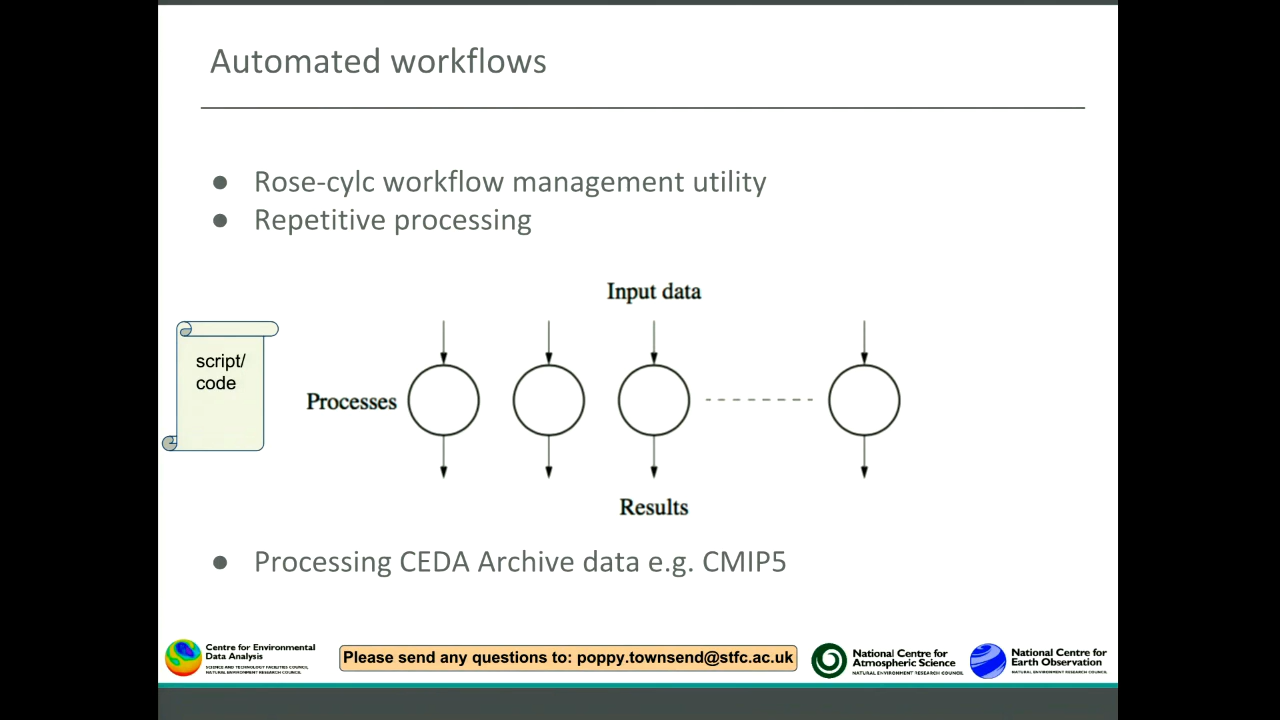 Automated workflows
● Rose-cylc workflow management utility
● Repetitive processing
Input data
script/
code
Processes
Results
● Processing CEDA Archive data e.g. CMIP5
Centre for Environmental
Data Analysis
SCIENCE AND TECHNOLOGY FACILITIES COUNCIL
NATURAL ENVIRONMENT RESEARCH COUNCIL
Please send any questions to: poppy.townsend@stfc.ac.uk
National Centre for
Atmospheric Science
NATURAL ENVIRONMENT RESEARCH COUNCIL
National Centre for
Earth Observation
NATURAL ENVIRONMENT RESEARCH COUNCIL